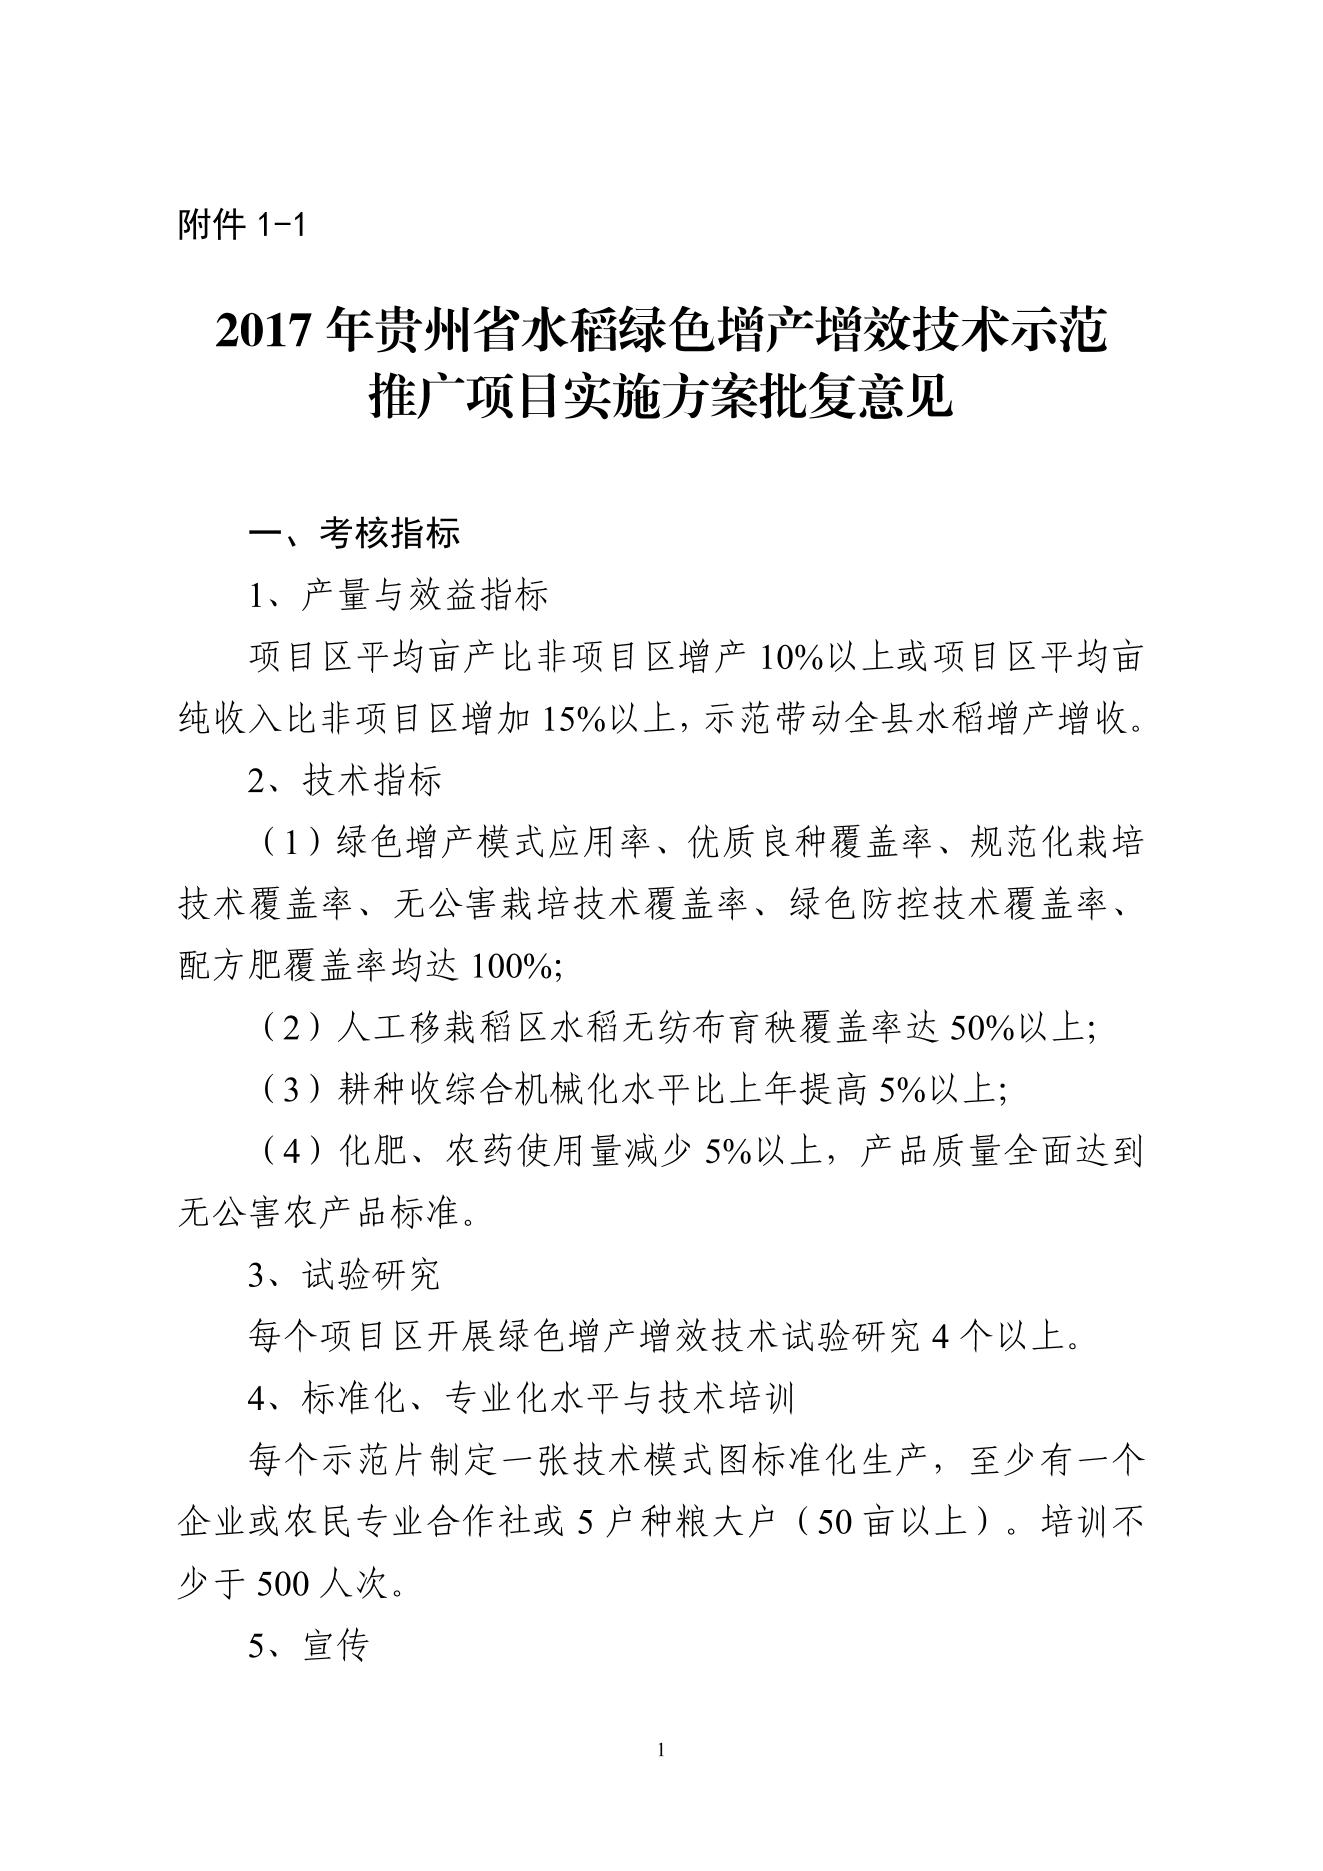 附件 1-1
2017 年贵州省水稻绿色增产增效技术示范
推广项目实施方案批复意见
一、考核指标
1、产量与效益指标
项目区平均亩产比非项目区增产 10%以上或项目区平均亩
纯收入比非项目区增加 15%以上，示范带动全县水稻增产增收。
2、技术指标
（1）绿色增产模式应用率、优质良种覆盖率、规范化栽培
技术覆盖率、无公害栽培技术覆盖率、绿色防控技术覆盖率、
配方肥覆盖率均达 100%；
（2）人工移栽稻区水稻无纺布育秧覆盖率达 50%以上；
（3）耕种收综合机械化水平比上年提高 5%以上；
（4）化肥、农药使用量减少 5%以上，产品质量全面达到
无公害农产品标准。
3、试验研究
每个项目区开展绿色增产增效技术试验研究 4 个以上。
4、标准化、专业化水平与技术培训
每个示范片制定一张技术模式图标准化生产，至少有一个
企业或农民专业合作社或 5 户种粮大户（50 亩以上）。培训不
少于 500 人次。
5、宣传
1